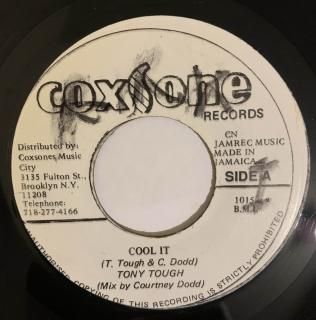 coxsone
RECORDS
Distributed by:
Coxsones Music
City
3135 Fulton St.,
Brooklyn N.Y.
11208
Telephone:
718-277-4166
CN
JAMREC MUSIC
MADE IN
JAMAICA
SIDE A
1015
B.M.I.
COOL IT
(T. Tough & C. Dodd)
TONY TOUGH
(Mix by Courtney Dodd)
COPYING OF THIS RECORDING IS STRICTLY PROHIBITED